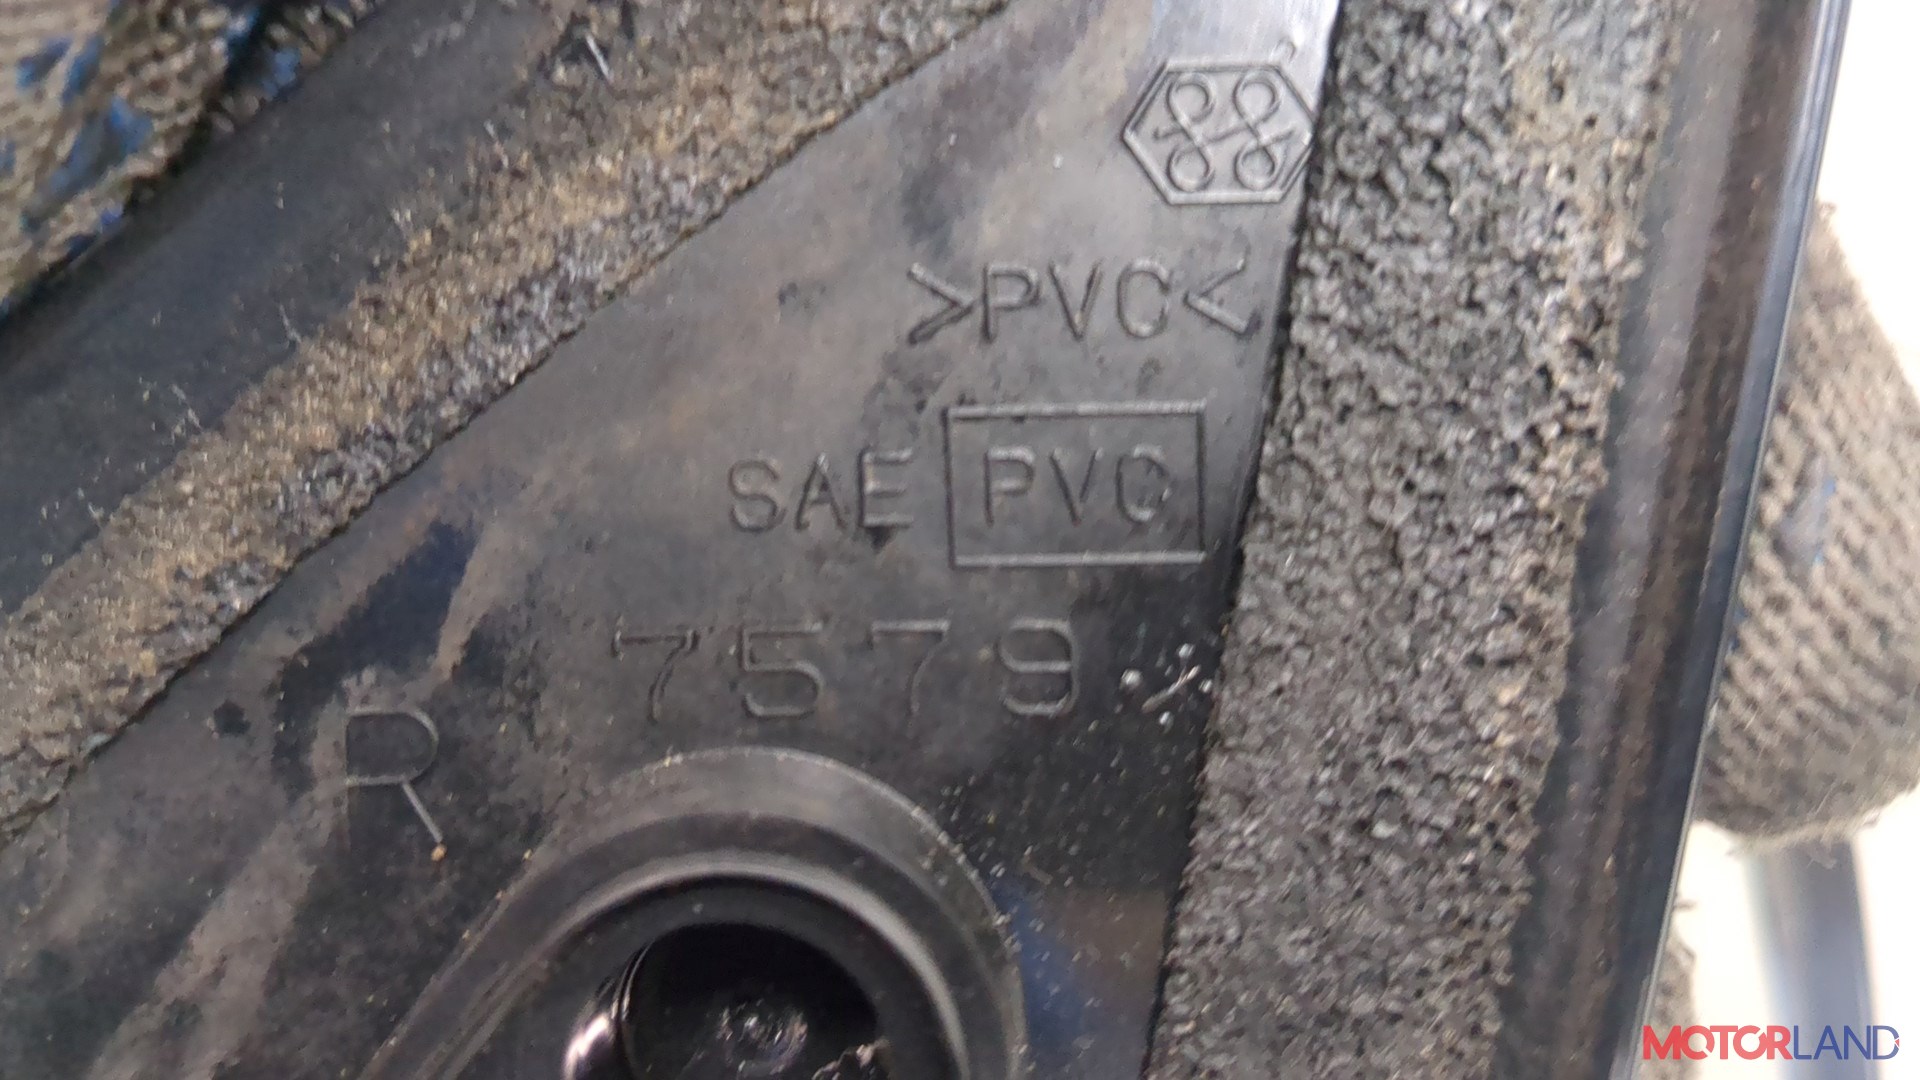 >PVC<
SAE PVC
7579
R
MOTORLAND